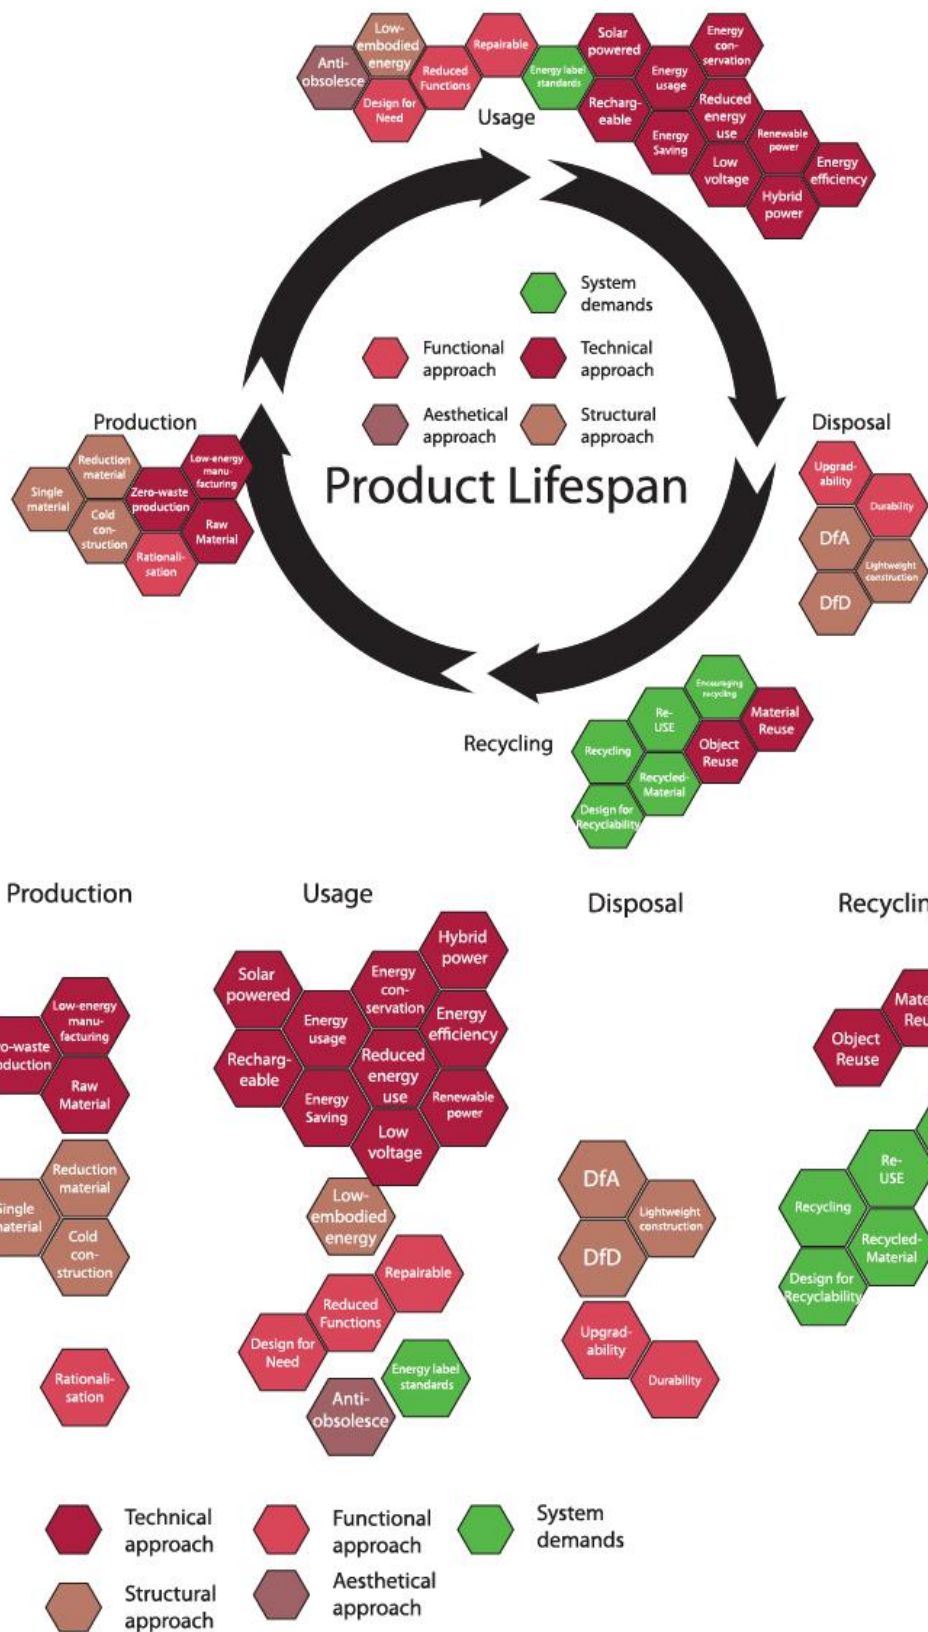 Low-
embodied
energy
Anti-
obsolesce
Design for
Need
Reduced
Functions
Repairable
Energy label
standards
Solar
powered
Recharg-
eable
Energy
usage
Energy
Saving
Energy
con-
servation
Reduced
energy
use
Low
voltage
Renewable
power
Hybrid
power
Energy
efficiency
Usage
System
demands
Functional
approach
Technical
approach
Aesthetical
approach
Structural
approach
Product Lifespan
Production
Reduction
material
Single
material
Cold
con-
struction
Zero-waste
production
Rationali-
sation
Low-energy
manu-
facturing
Raw
Material
Disposal
Upgrad-
ability
Durability
DfA
Lightweight
construction
DfD
Recycling
Encouraging
recycling
Re-
USE
Material
Reuse
Recycling
Object
Reuse
Recycled-
Material
Design for
Recyclability
Production
Low-energy
manu-
facturing
o-waste
oduction
Raw
Material
Reduction
material
Single
aterial
Cold
con-
struction
Rationali-
sation
Usage
Hybrid
power
Solar
powered
Energy
con-
servation
Energy
usage
Energy
efficiency
Recharg-
eable
Reduced
energy
use
Energy
Saving
Renewable
power
Low
voltage
Low-
embodied
energy
Repairable
Reduced
Functions
Design for
Need
Energy label
standards
Anti-
obsolesce
Disposal
DfA
Lightweight
construction
DfD
Upgrad-
ability
Durability
Recyclin
Mate
Reu
Object
Reuse
Re-
USE
Recycling
Recycled-
Material
Design for
Recyclability
Technical
approach
Functional
approach
System
demands
Structural
approach
Aesthetical
approach